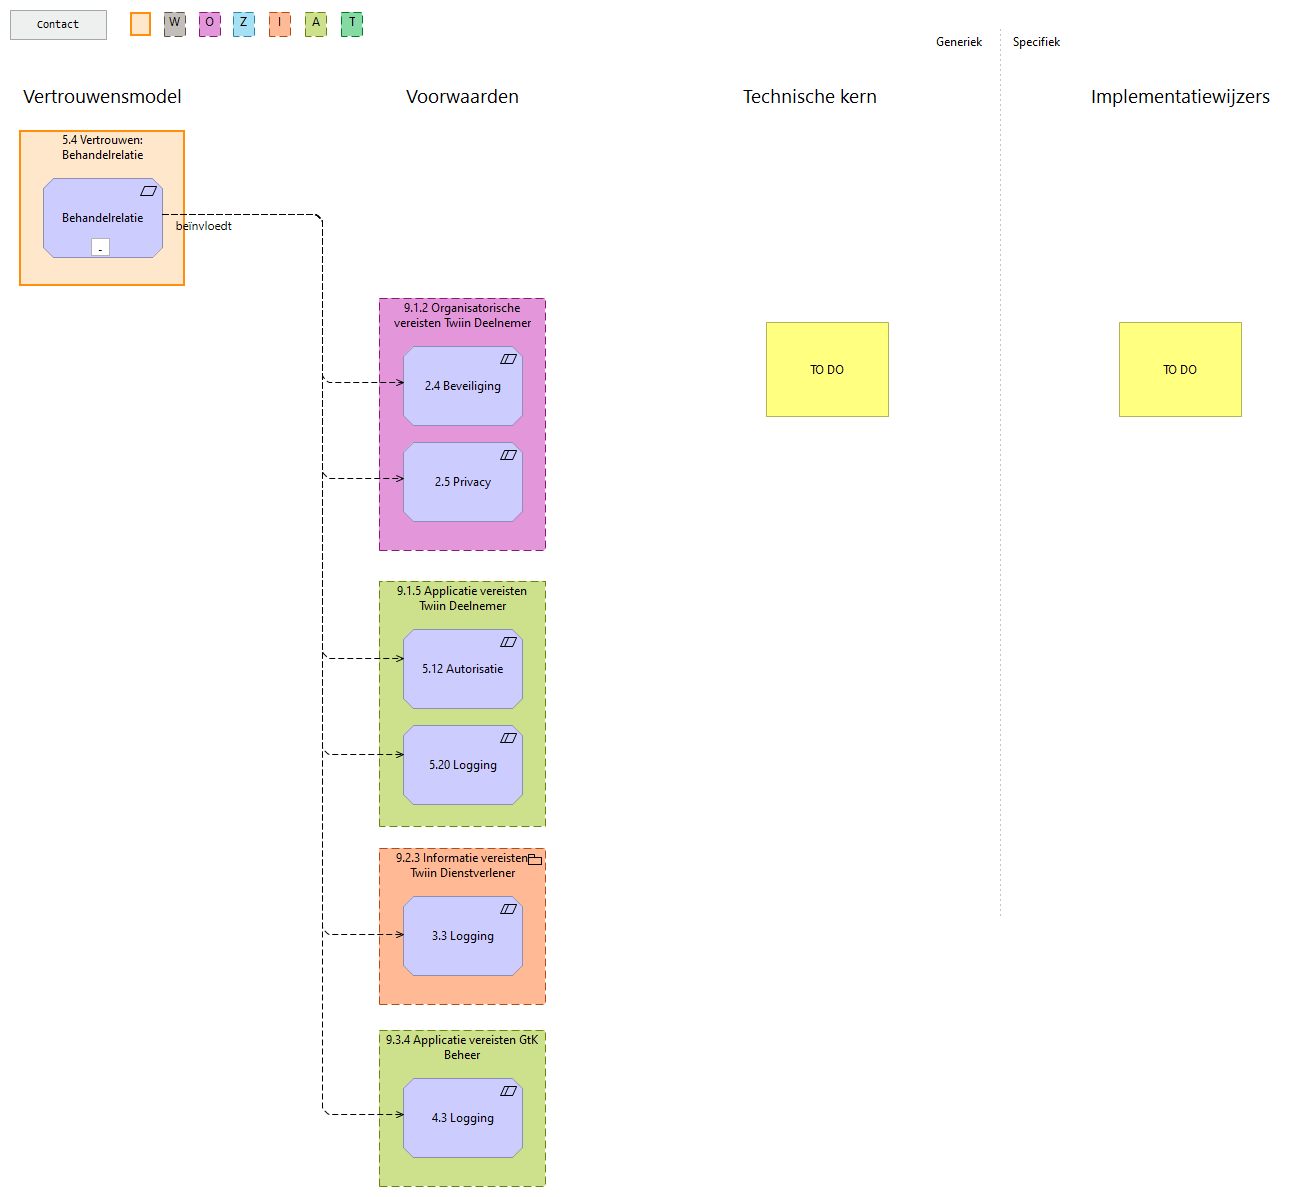 Contact
W O Z I A T
Generiek
Specifiek
Vertrouwensmodel
Voorwaarden
Technische kern
Implementatiewijzers
5.4 Vertrouwen:
Behandelrelatie
Behandelrelatie
-
beïnvloedt
9.1.2 Organisatorische
vereisten Twiin Deelnemer
2.4 Beveiliging
2.5 Privacy
TO DO
TO DO
9.1.5 Applicatie vereisten
Twiin Deelnemer
5.12 Autorisatie
5.20 Logging
9.2.3 Informatie vereisten
Twiin Dienstverlener
3.3 Logging
9.3.4 Applicatie vereisten GtK
Beheer
4.3 Logging